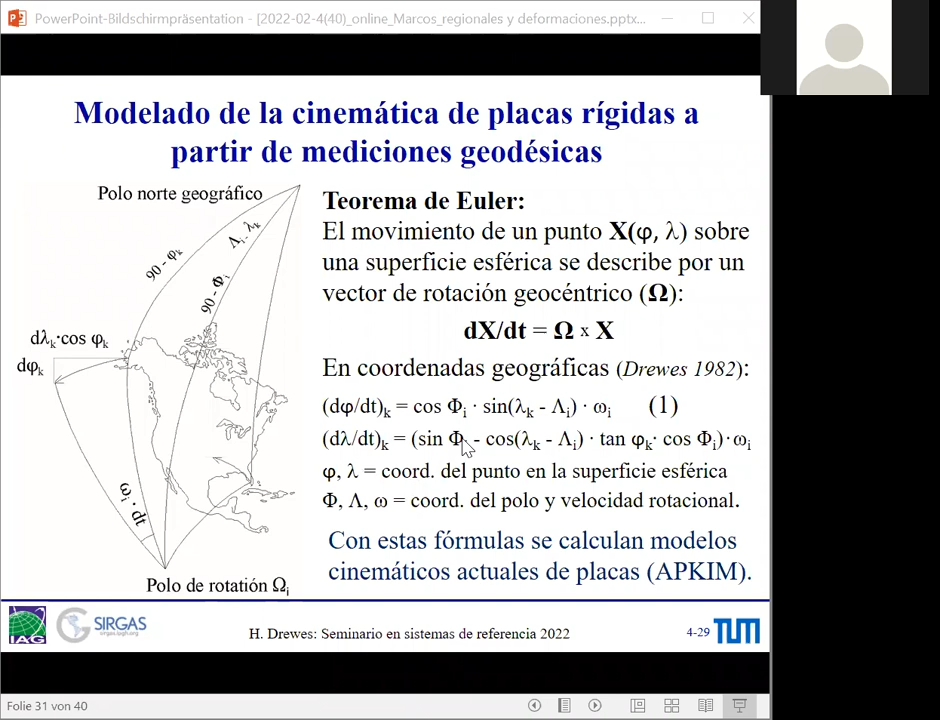 PowerPoint-Bildschirmpräsentation - [2022-02-4(40)_online_Marcos_regionales y deformaciones.pptx...
Modelado de la cinemática de placas rígidas a
partir de mediciones geodésicas
Polo norte geográfico
90 - φk
Λi - λk
90 - Φi
dλk·cos φk
dφk
ωi · dt
Polo de rotatión Ωi
Teorema de Euler:
El movimiento de un punto X(φ, λ) sobre
una superficie esférica se describe por un
vector de rotación geocéntrico (Ω):
dX/dt = Ω x X
En coordenadas geográficas (Drewes 1982):
(dφ/dt)k = cos Φi · sin(λk - Λi) · ωi (1)
(dλ/dt)k = (sin Φi - cos(λk - Λi) · tan φk· cos Φi)·ωi
φ, λ = coord. del punto en la superficie esférica
Φ, Λ, ω = coord. del polo y velocidad rotacional.
Con estas fórmulas se calculan modelos
cinemáticos actuales de placas (APKIM).
IAG
SIRGAS
sirgas.ipgh.org
H. Drewes: Seminario en sistemas de referencia 2022
4-29
TUM
Folie 31 von 40